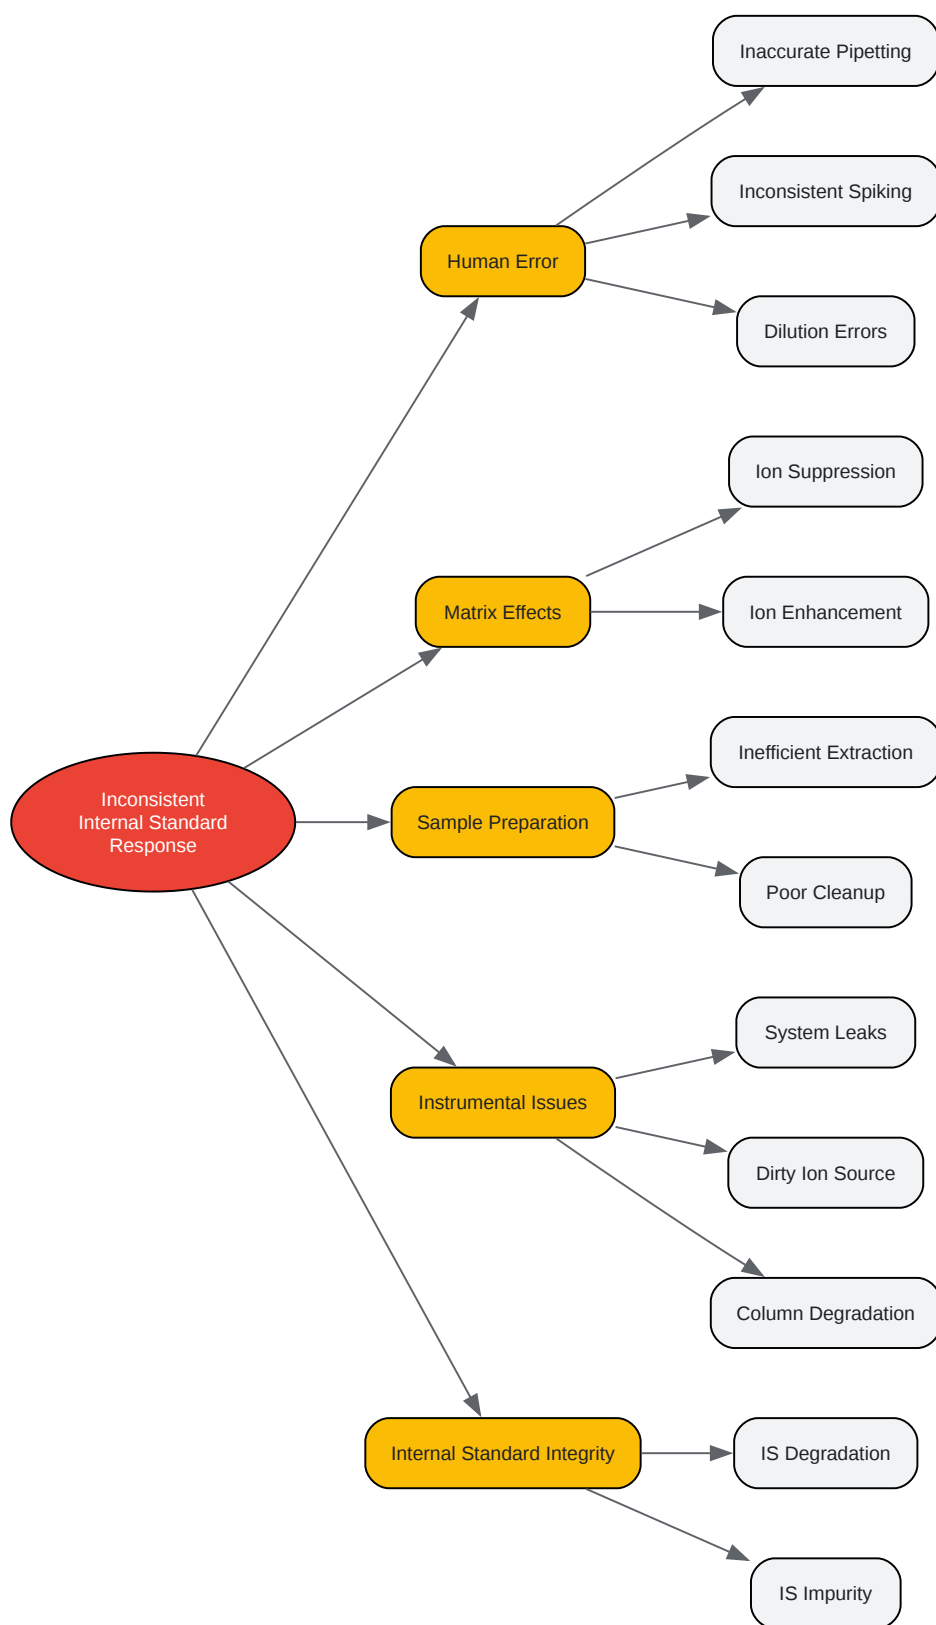 Inaccurate Pipetting
Inconsistent Spiking
Human Error
Dilution Errors
Ion Suppression
Matrix Effects
Ion Enhancement
Inefficient Extraction
Inconsistent
Internal Standard
Response
Sample Preparation
Poor Cleanup
System Leaks
Instrumental Issues
Dirty Ion Source
Column Degradation
Internal Standard Integrity
IS Degradation
IS Impurity